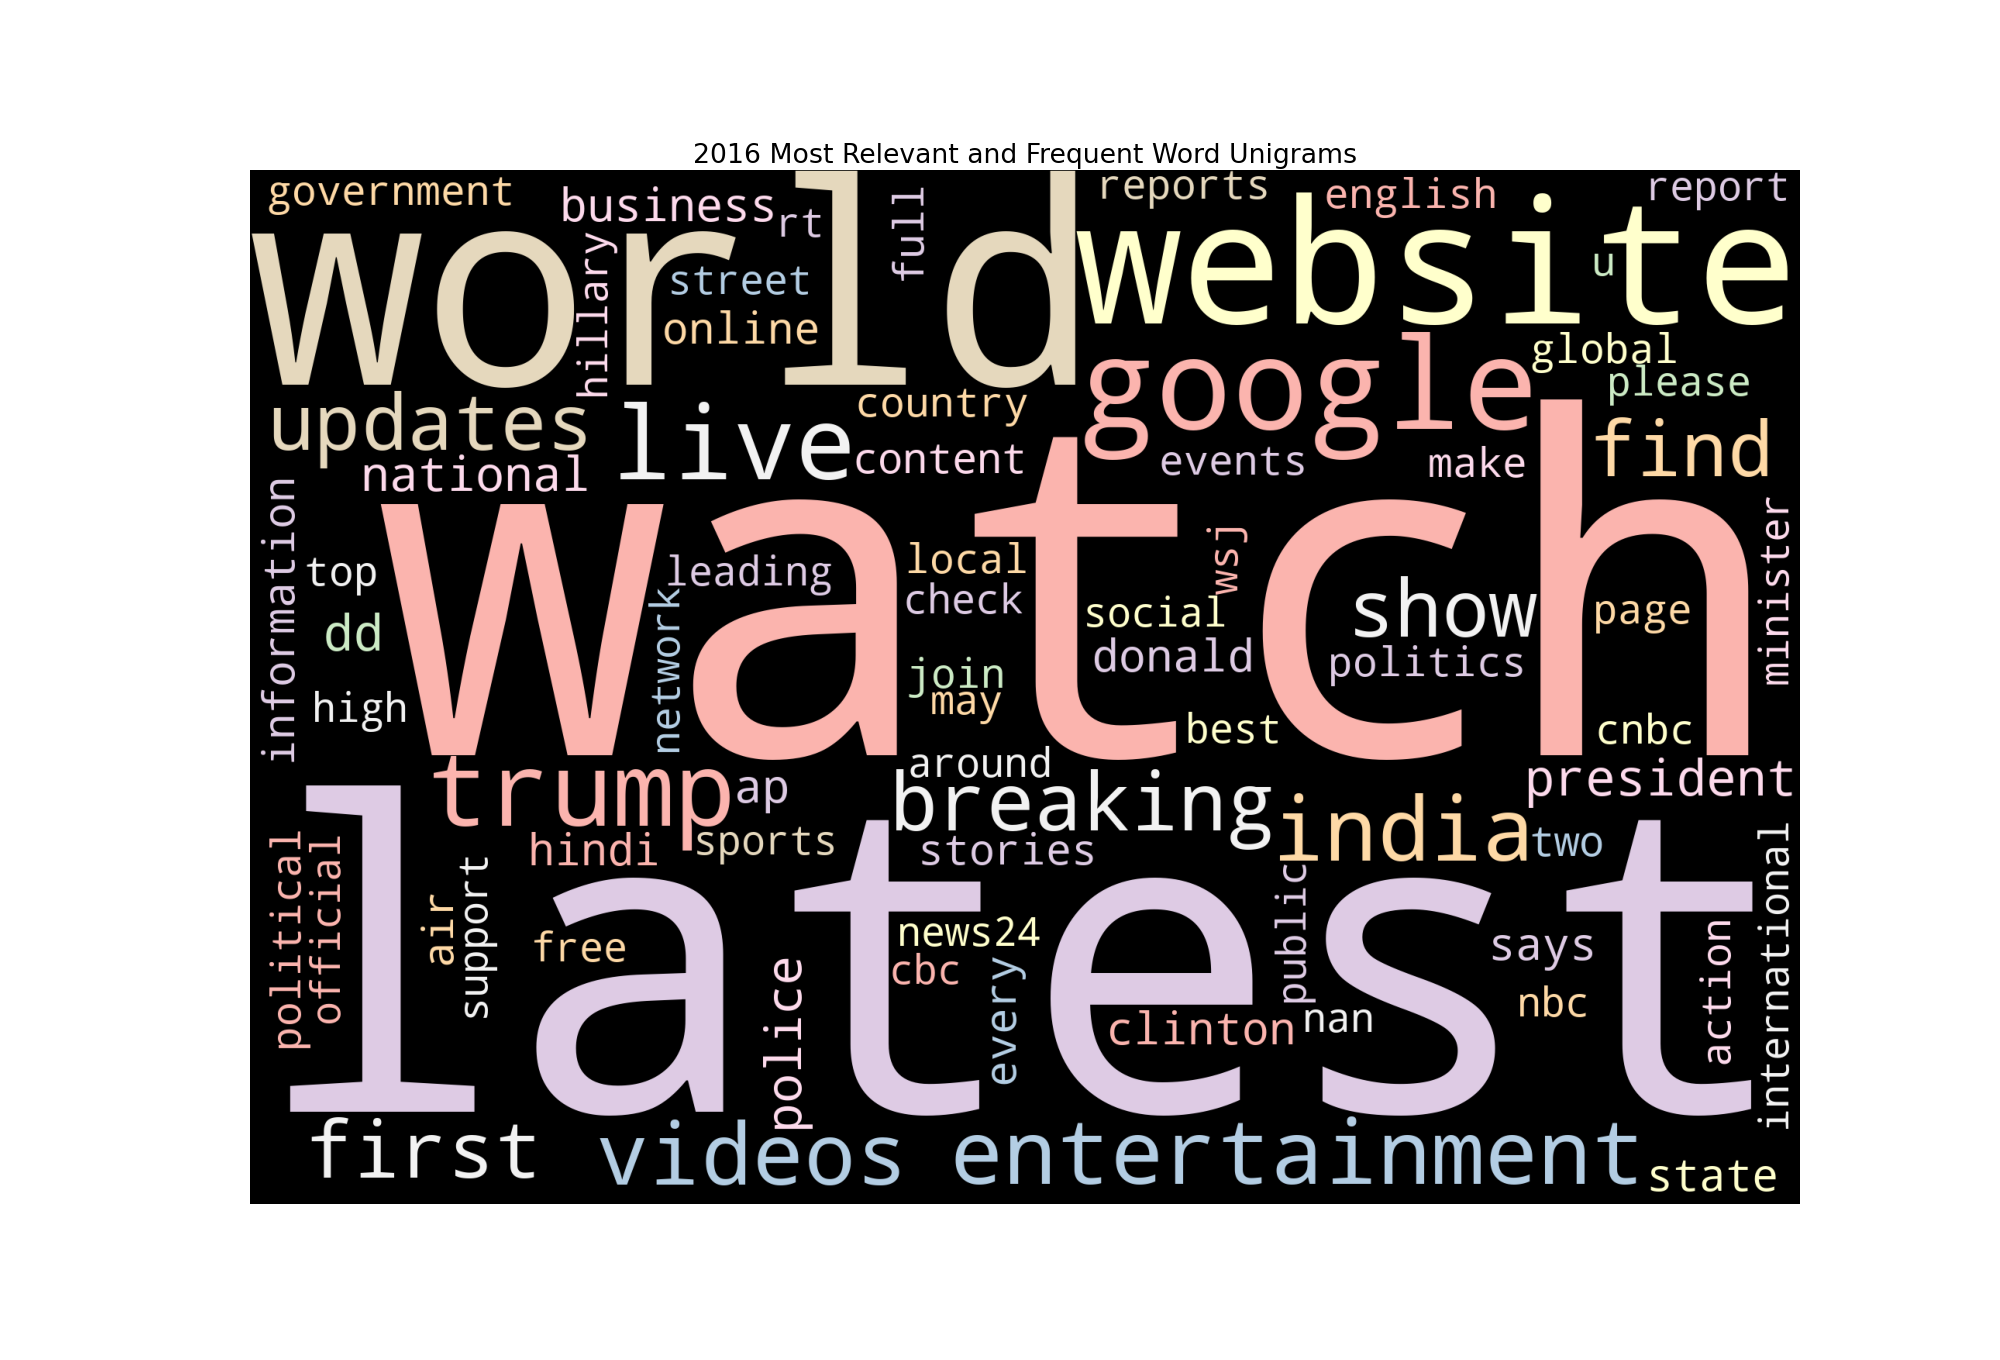 2016 Most Relevant and Frequent Word Unigrams
government
business
rt
full
reports
english
report
world
website
hillary
street
u
online
google
global
please
updates
live
country
find
national
content
events
make
watch
information
top
leading
local
wsj
minister
dd
network
check
social
show
page
donald
politics
high
join
may
best
cnbc
trump
ap
around
president
breaking
india
hindi
sports
stories
two
latest
political
official
air
support
free
police
news24
cbc
every
public
says
international
action
nbc
clinton
nan
first
videos
entertainment
state